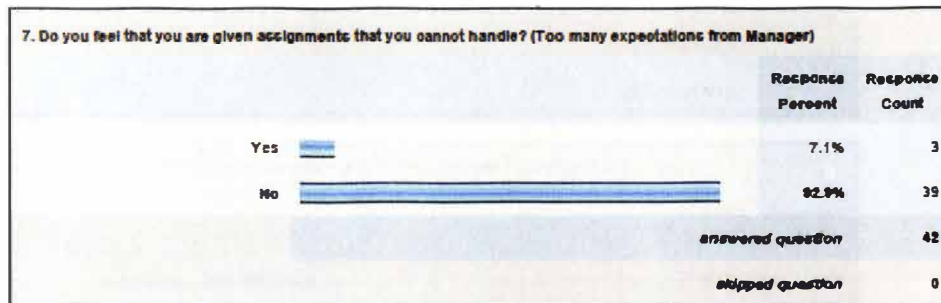 7. Do you feel that you are given assignments that you cannot handle? (Too many expectations from Manager)
Response Percent Response Count
Yes 7.1% 3
No 92.9% 39
answered question 42
skipped question 0